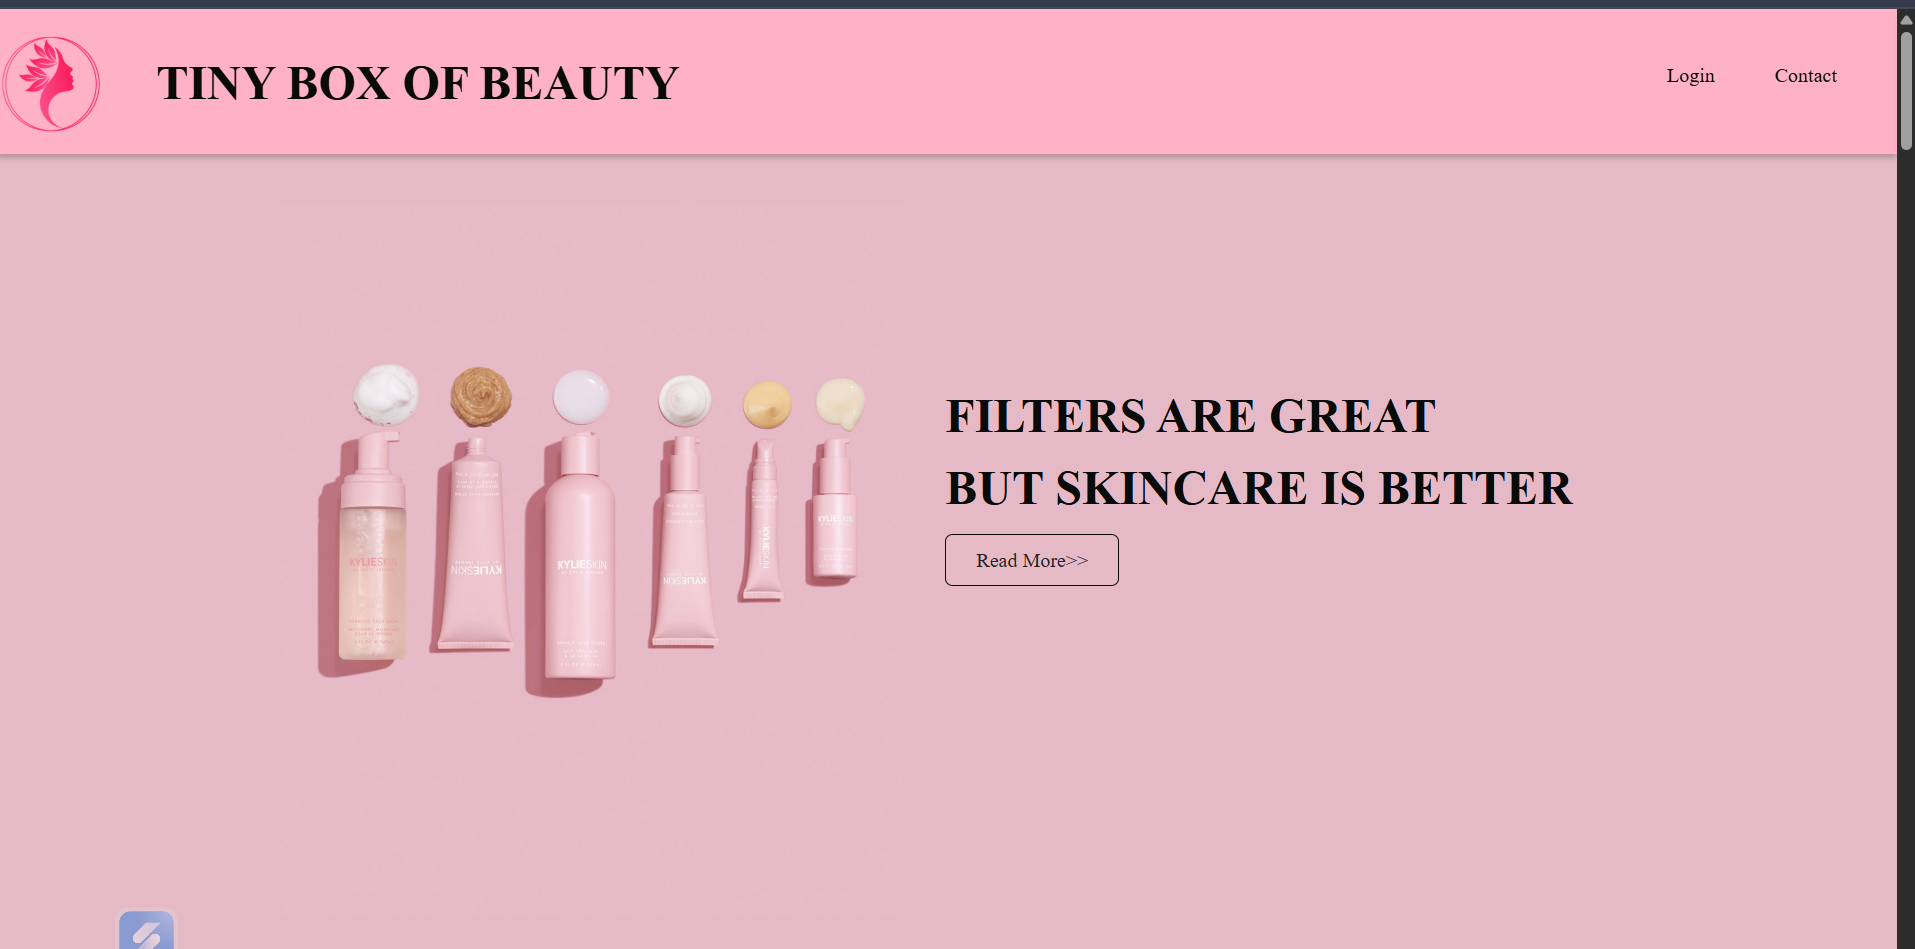 TINY BOX OF BEAUTY
Login
Contact
FILTERS ARE GREAT
BUT SKINCARE IS BETTER
Read More>>
KYLIESKIN
KYLIESKIN
KYLIESKIN
KYLIESKIN
KYLIESKIN
KYLIESKIN